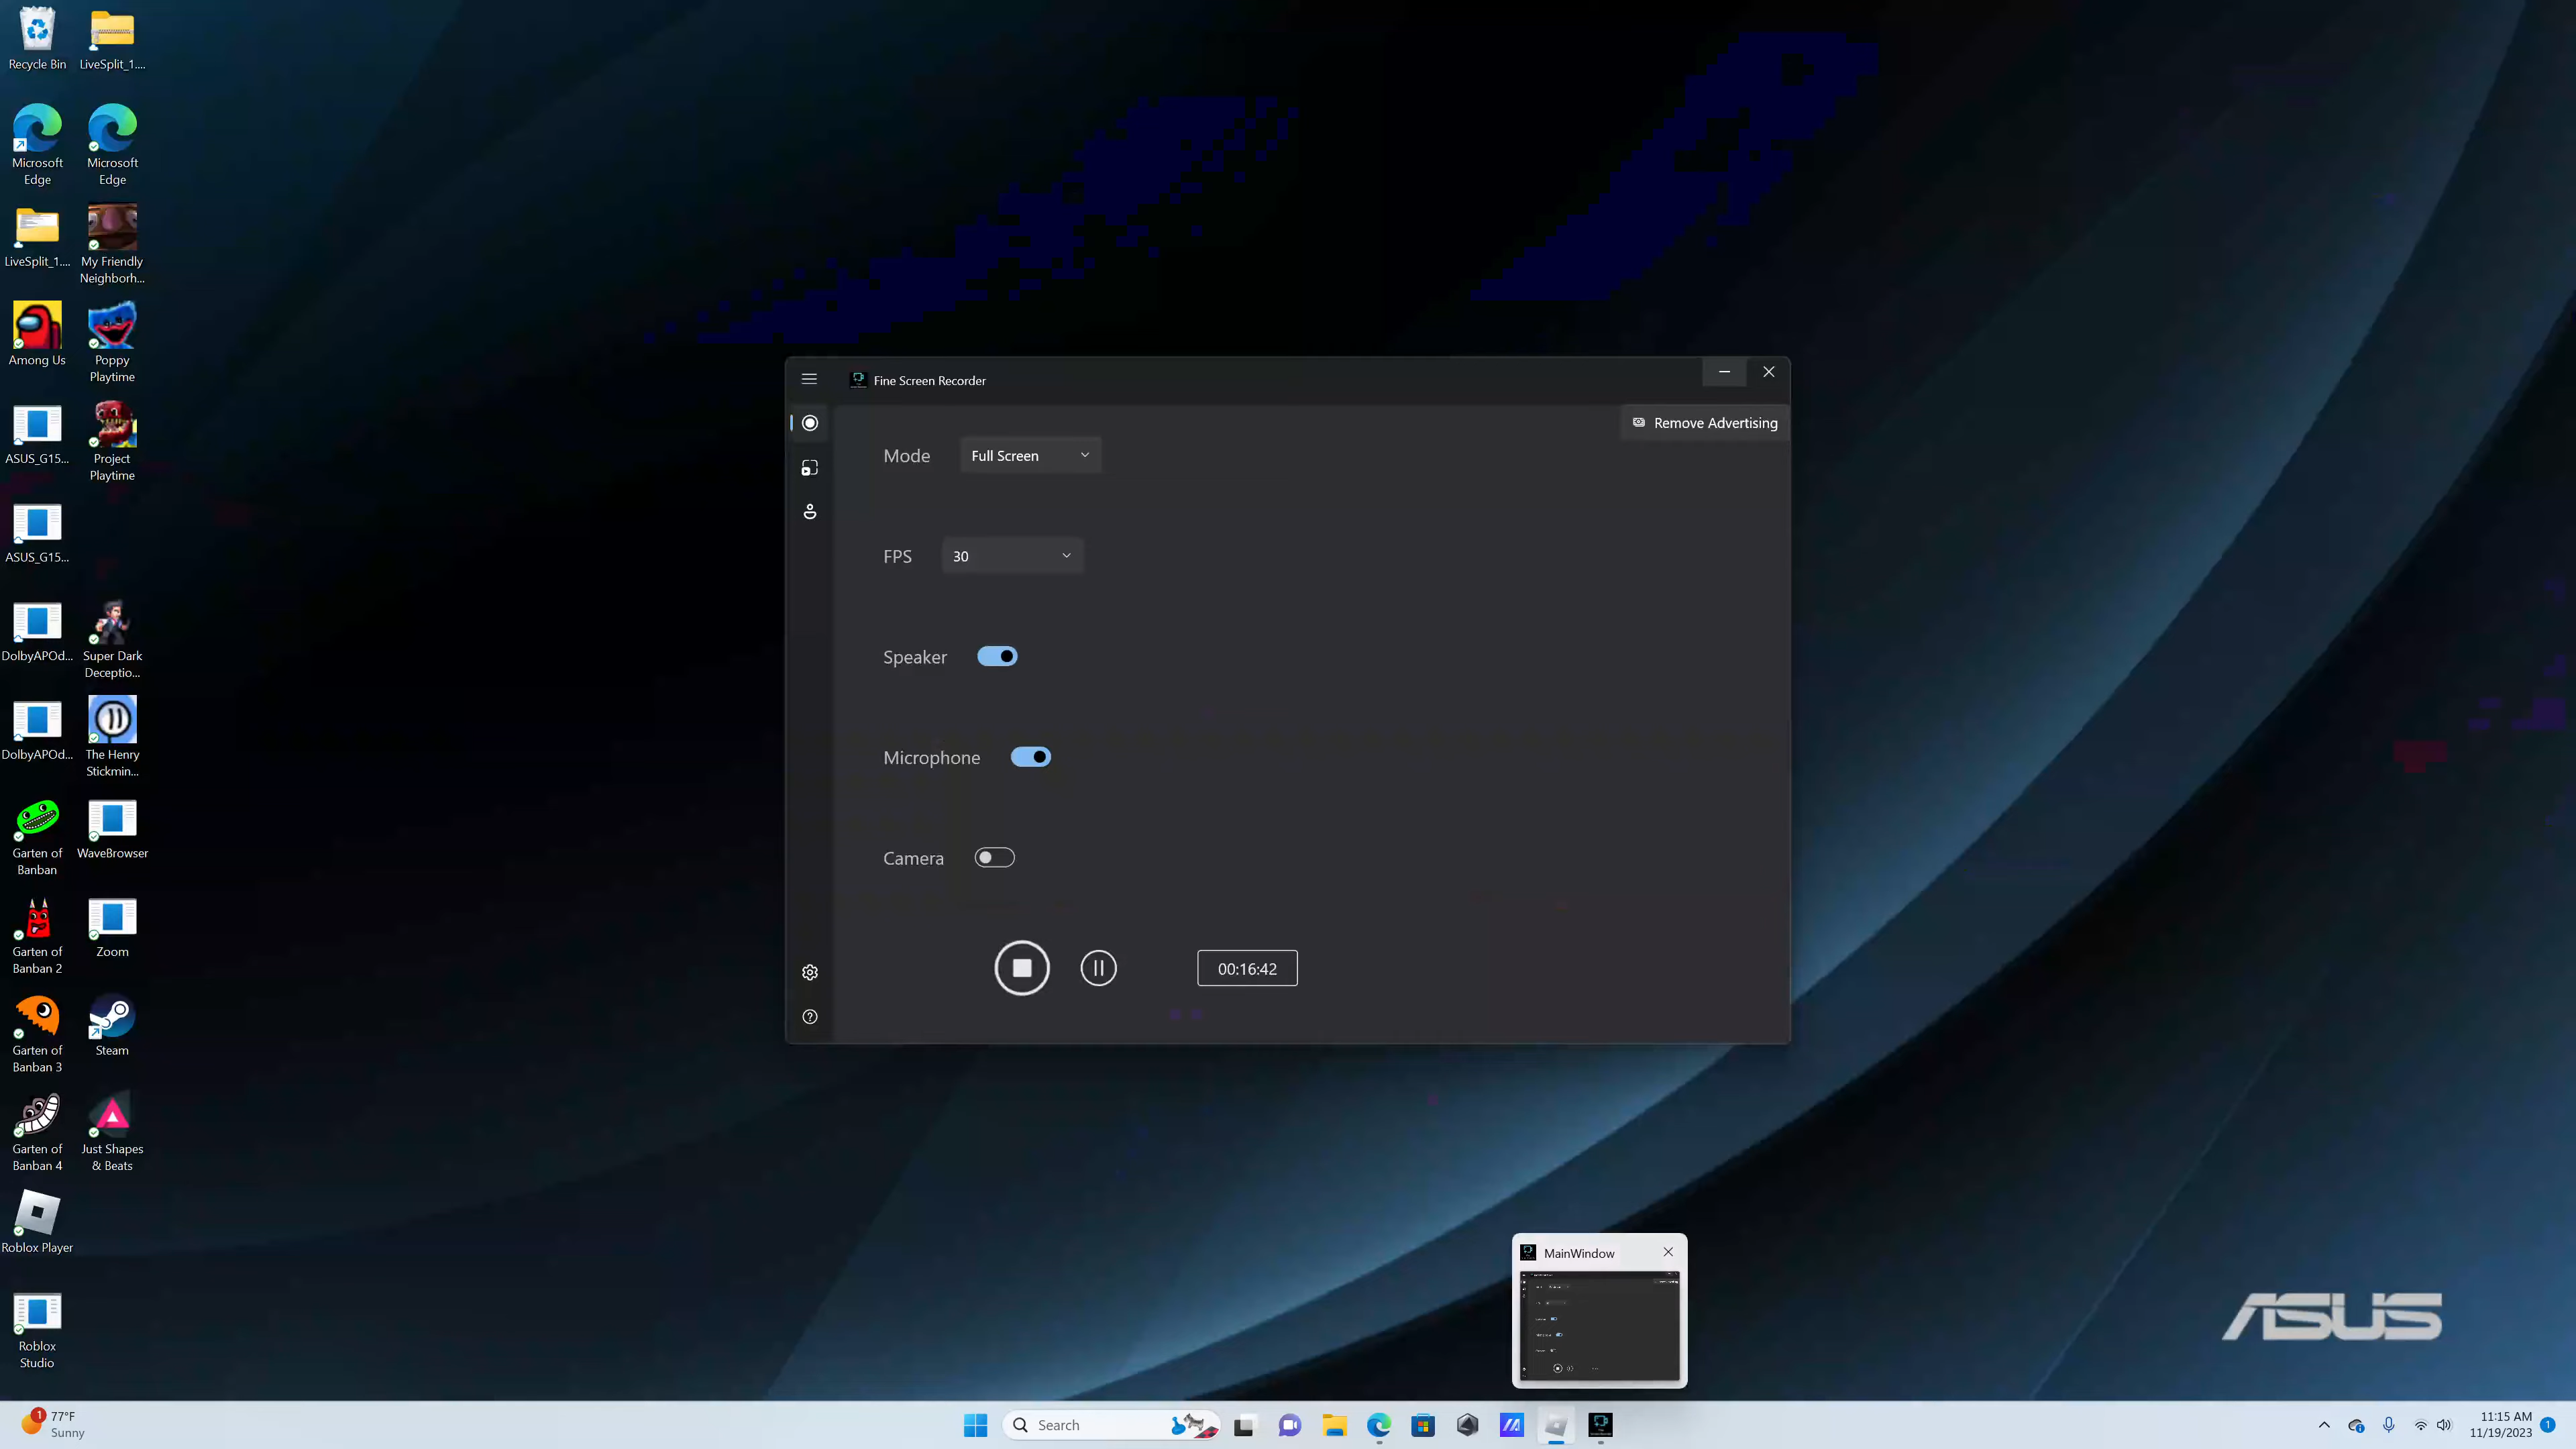 Recycle Bin
LiveSplit_1....
Microsoft
Edge
Microsoft
Edge
LiveSplit_1....
My Friendly
Neighborh...
Among Us
Poppy
Playtime
ASUS_G15...
Project
Playtime
ASUS_G15...
DolbyAPOd...
Super Dark
Deceptio...
DolbyAPOd...
The Henry
Stickmin...
Garten of
Banban
WaveBrowser
Garten of
Banban 2
Zoom
Garten of
Banban 3
Steam
Garten of
Banban 4
Just Shapes
& Beats
Roblox Player
Roblox
Studio
Fine Screen Recorder
Remove Advertising
Mode
Full Screen
FPS
30
Speaker
Microphone
Camera
00:16:42
MainWindow
ASUS
1
77°F
Sunny
Search
11:15 AM
11/19/2023
1